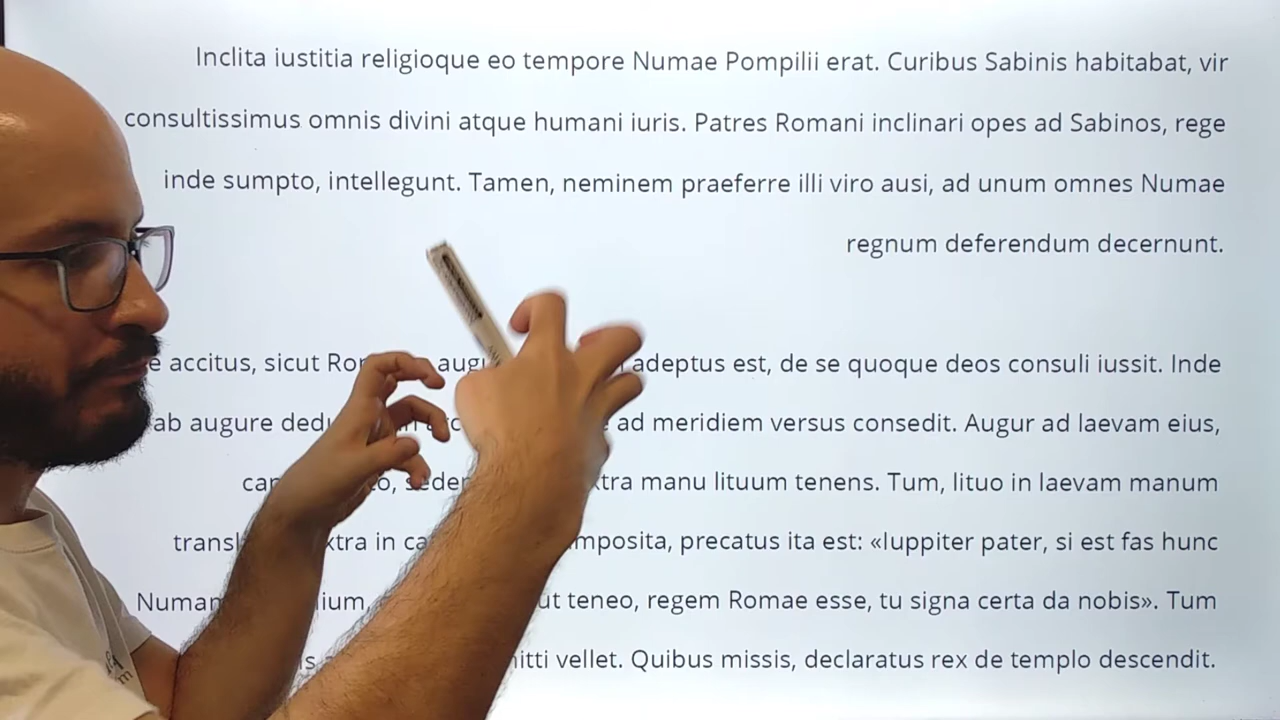 Inclita iustitia religioque eo tempore Numae Pompilii erat. Curibus Sabinis habitabat, vir
consultissimus omnis divini atque humani iuris. Patres Romani inclinari opes ad Sabinos, rege
inde sumpto, intellegunt. Tamen, neminem praeferre illi viro ausi, ad unum omnes Numae
regnum deferendum decernunt.
accitus, sicut adeptus est, de se quoque deos consuli iussit. Inde
ab augure ad meridiem versus consedit. Augur ad laevam eius,
manu lituum tenens. Tum, lituo in laevam manum
in precatus ita est: «Iuppiter pater, si est fas hunc
teneo, regem Romae esse, tu signa certa da nobis». Tum
vellet. Quibus missis, declaratus rex de templo descendit.